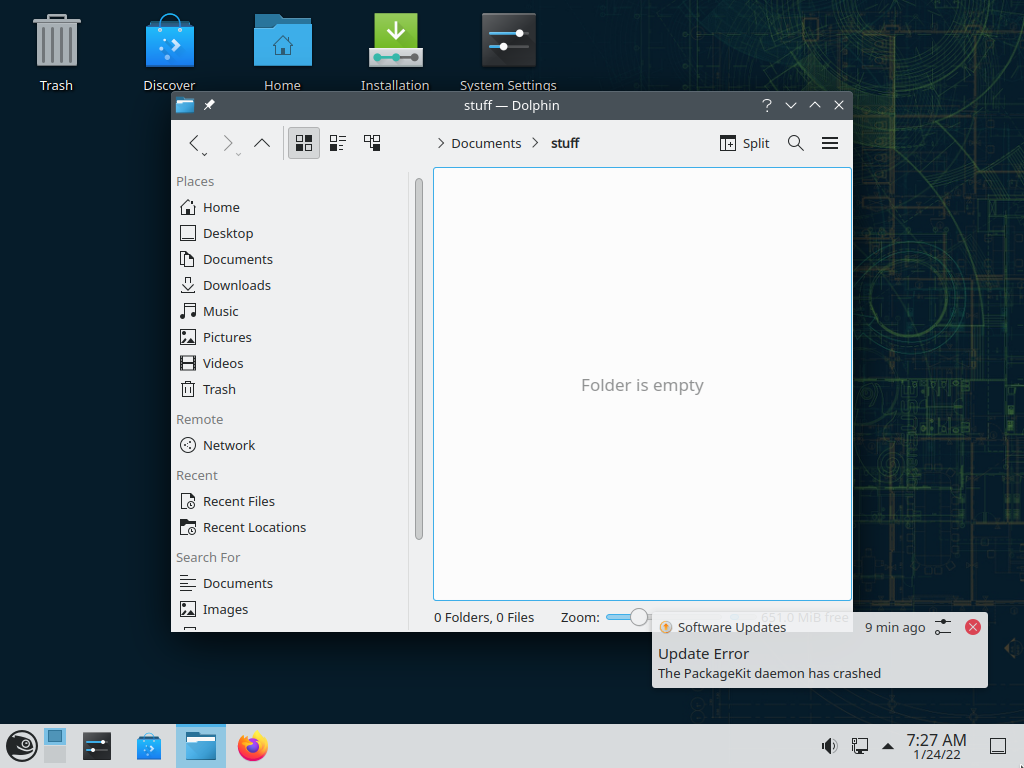 Trash
Discover
Home
Installation
System Settings
stuff — Dolphin
Documents
stuff
Split
Places
Home
Desktop
Documents
Downloads
Music
Pictures
Videos
Trash
Remote
Network
Recent
Recent Files
Recent Locations
Search For
Documents
Images
Folder is empty
0 Folders, 0 Files
Zoom:
651.0 MiB free
Software Updates
9 min ago
Update Error
The PackageKit daemon has crashed
7:27 AM
1/24/22